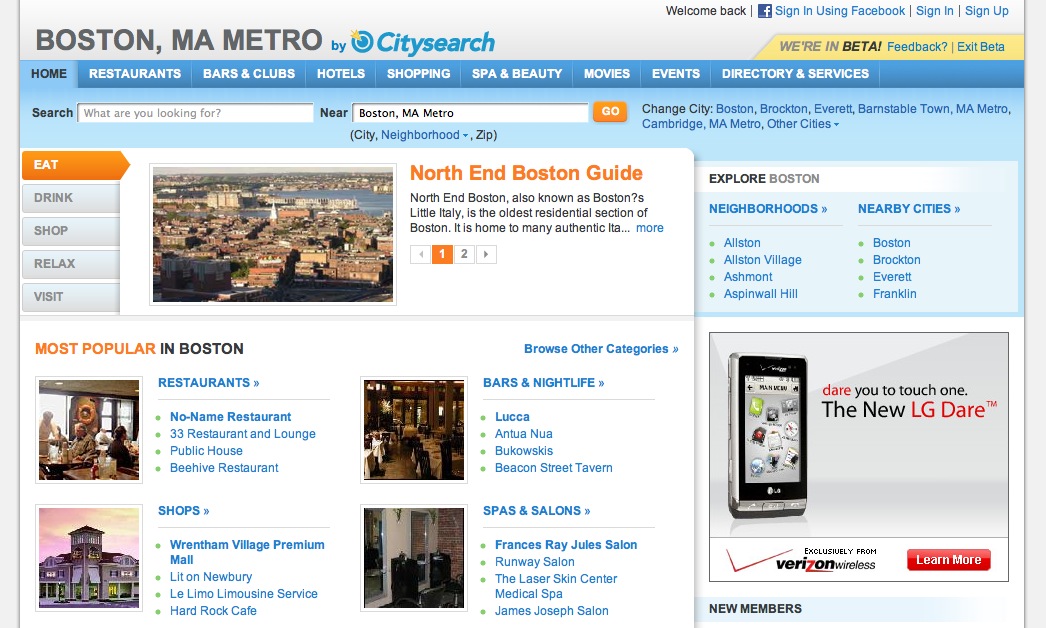 Welcome back | Sign In Using Facebook | Sign In | Sign Up
BOSTON, MA METRO by Citysearch
WE'RE IN BETA! Feedback? | Exit Beta
HOME RESTAURANTS BARS & CLUBS HOTELS SHOPPING SPA & BEAUTY MOVIES EVENTS DIRECTORY & SERVICES
Search What are you looking for? Near Boston, MA Metro GO
(City, Neighborhood, Zip)
Change City: Boston, Brockton, Everett, Barnstable Town, MA Metro,
Cambridge, MA Metro, Other Cities
EAT
DRINK
SHOP
RELAX
VISIT
North End Boston Guide
North End Boston, also known as Boston?s
Little Italy, is the oldest residential section of
Boston. It is home to many authentic Ita... more
1 2
EXPLORE BOSTON
NEIGHBORHOODS »
Allston
Allston Village
Ashmont
Aspinwall Hill
NEARBY CITIES »
Boston
Brockton
Everett
Franklin
MOST POPULAR IN BOSTON
Browse Other Categories »
RESTAURANTS »
No-Name Restaurant
33 Restaurant and Lounge
Public House
Beehive Restaurant
BARS & NIGHTLIFE »
Lucca
Antua Nua
Bukowskis
Beacon Street Tavern
SHOPS »
Wrentham Village Premium
Mall
Lit on Newbury
Le Limo Limousine Service
Hard Rock Cafe
SPAS & SALONS »
Frances Ray Jules Salon
Runway Salon
The Laser Skin Center
Medical Spa
James Joseph Salon
verizon
MAIN MENU
LG
dare you to touch one.
The New LG Dare™
EXCLUSIVELY FROM
verizon wireless
Learn More
NEW MEMBERS